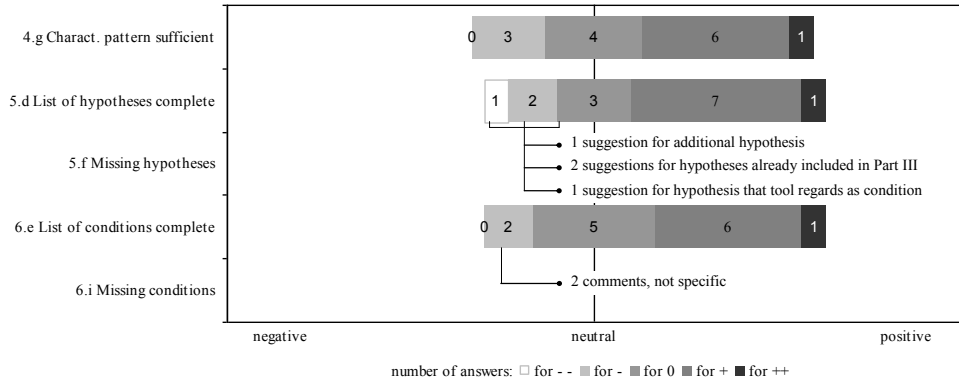 4.g Charact. pattern sufficient
0 3 4 6 1
5.d List of hypotheses complete
1 2 3 7 1
1 suggestion for additional hypothesis
5.f Missing hypotheses
2 suggestions for hypotheses already included in Part III
1 suggestion for hypothesis that tool regards as condition
6.e List of conditions complete
0 2 5 6 1
6.i Missing conditions
2 comments, not specific
negative neutral positive
number of answers: for - - for - for 0 for + for ++